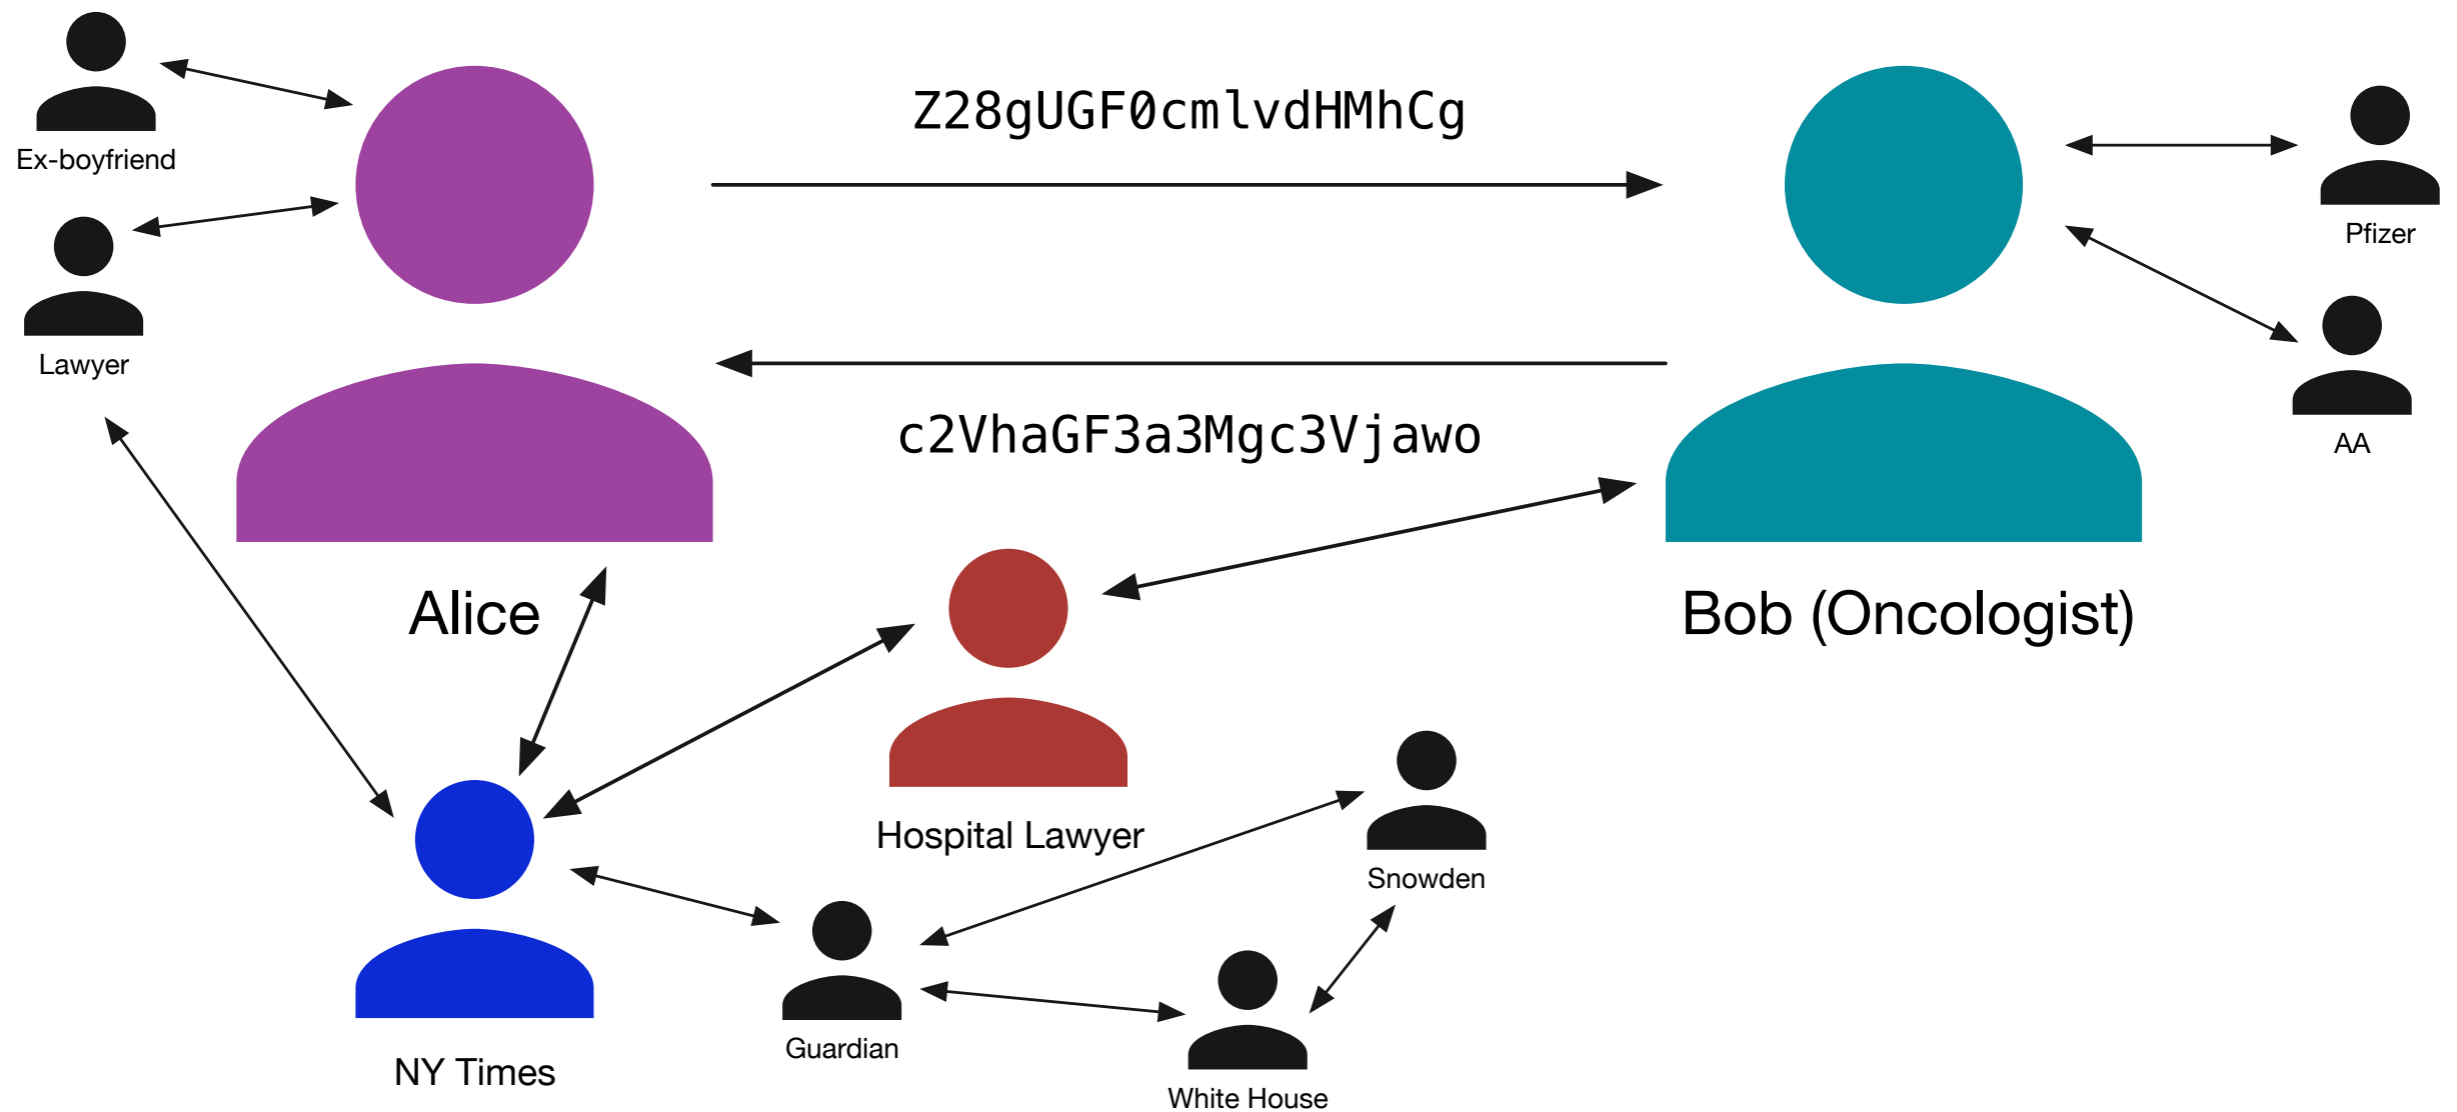 Ex-boyfriend
Z28gUGF0cmlvdHMhCg
Pfizer
Lawyer
c2VhaGF3a3Mgc3Vjawo
AA
Alice
Bob (Oncologist)
Hospital Lawyer
Snowden
Guardian
NY Times
White House